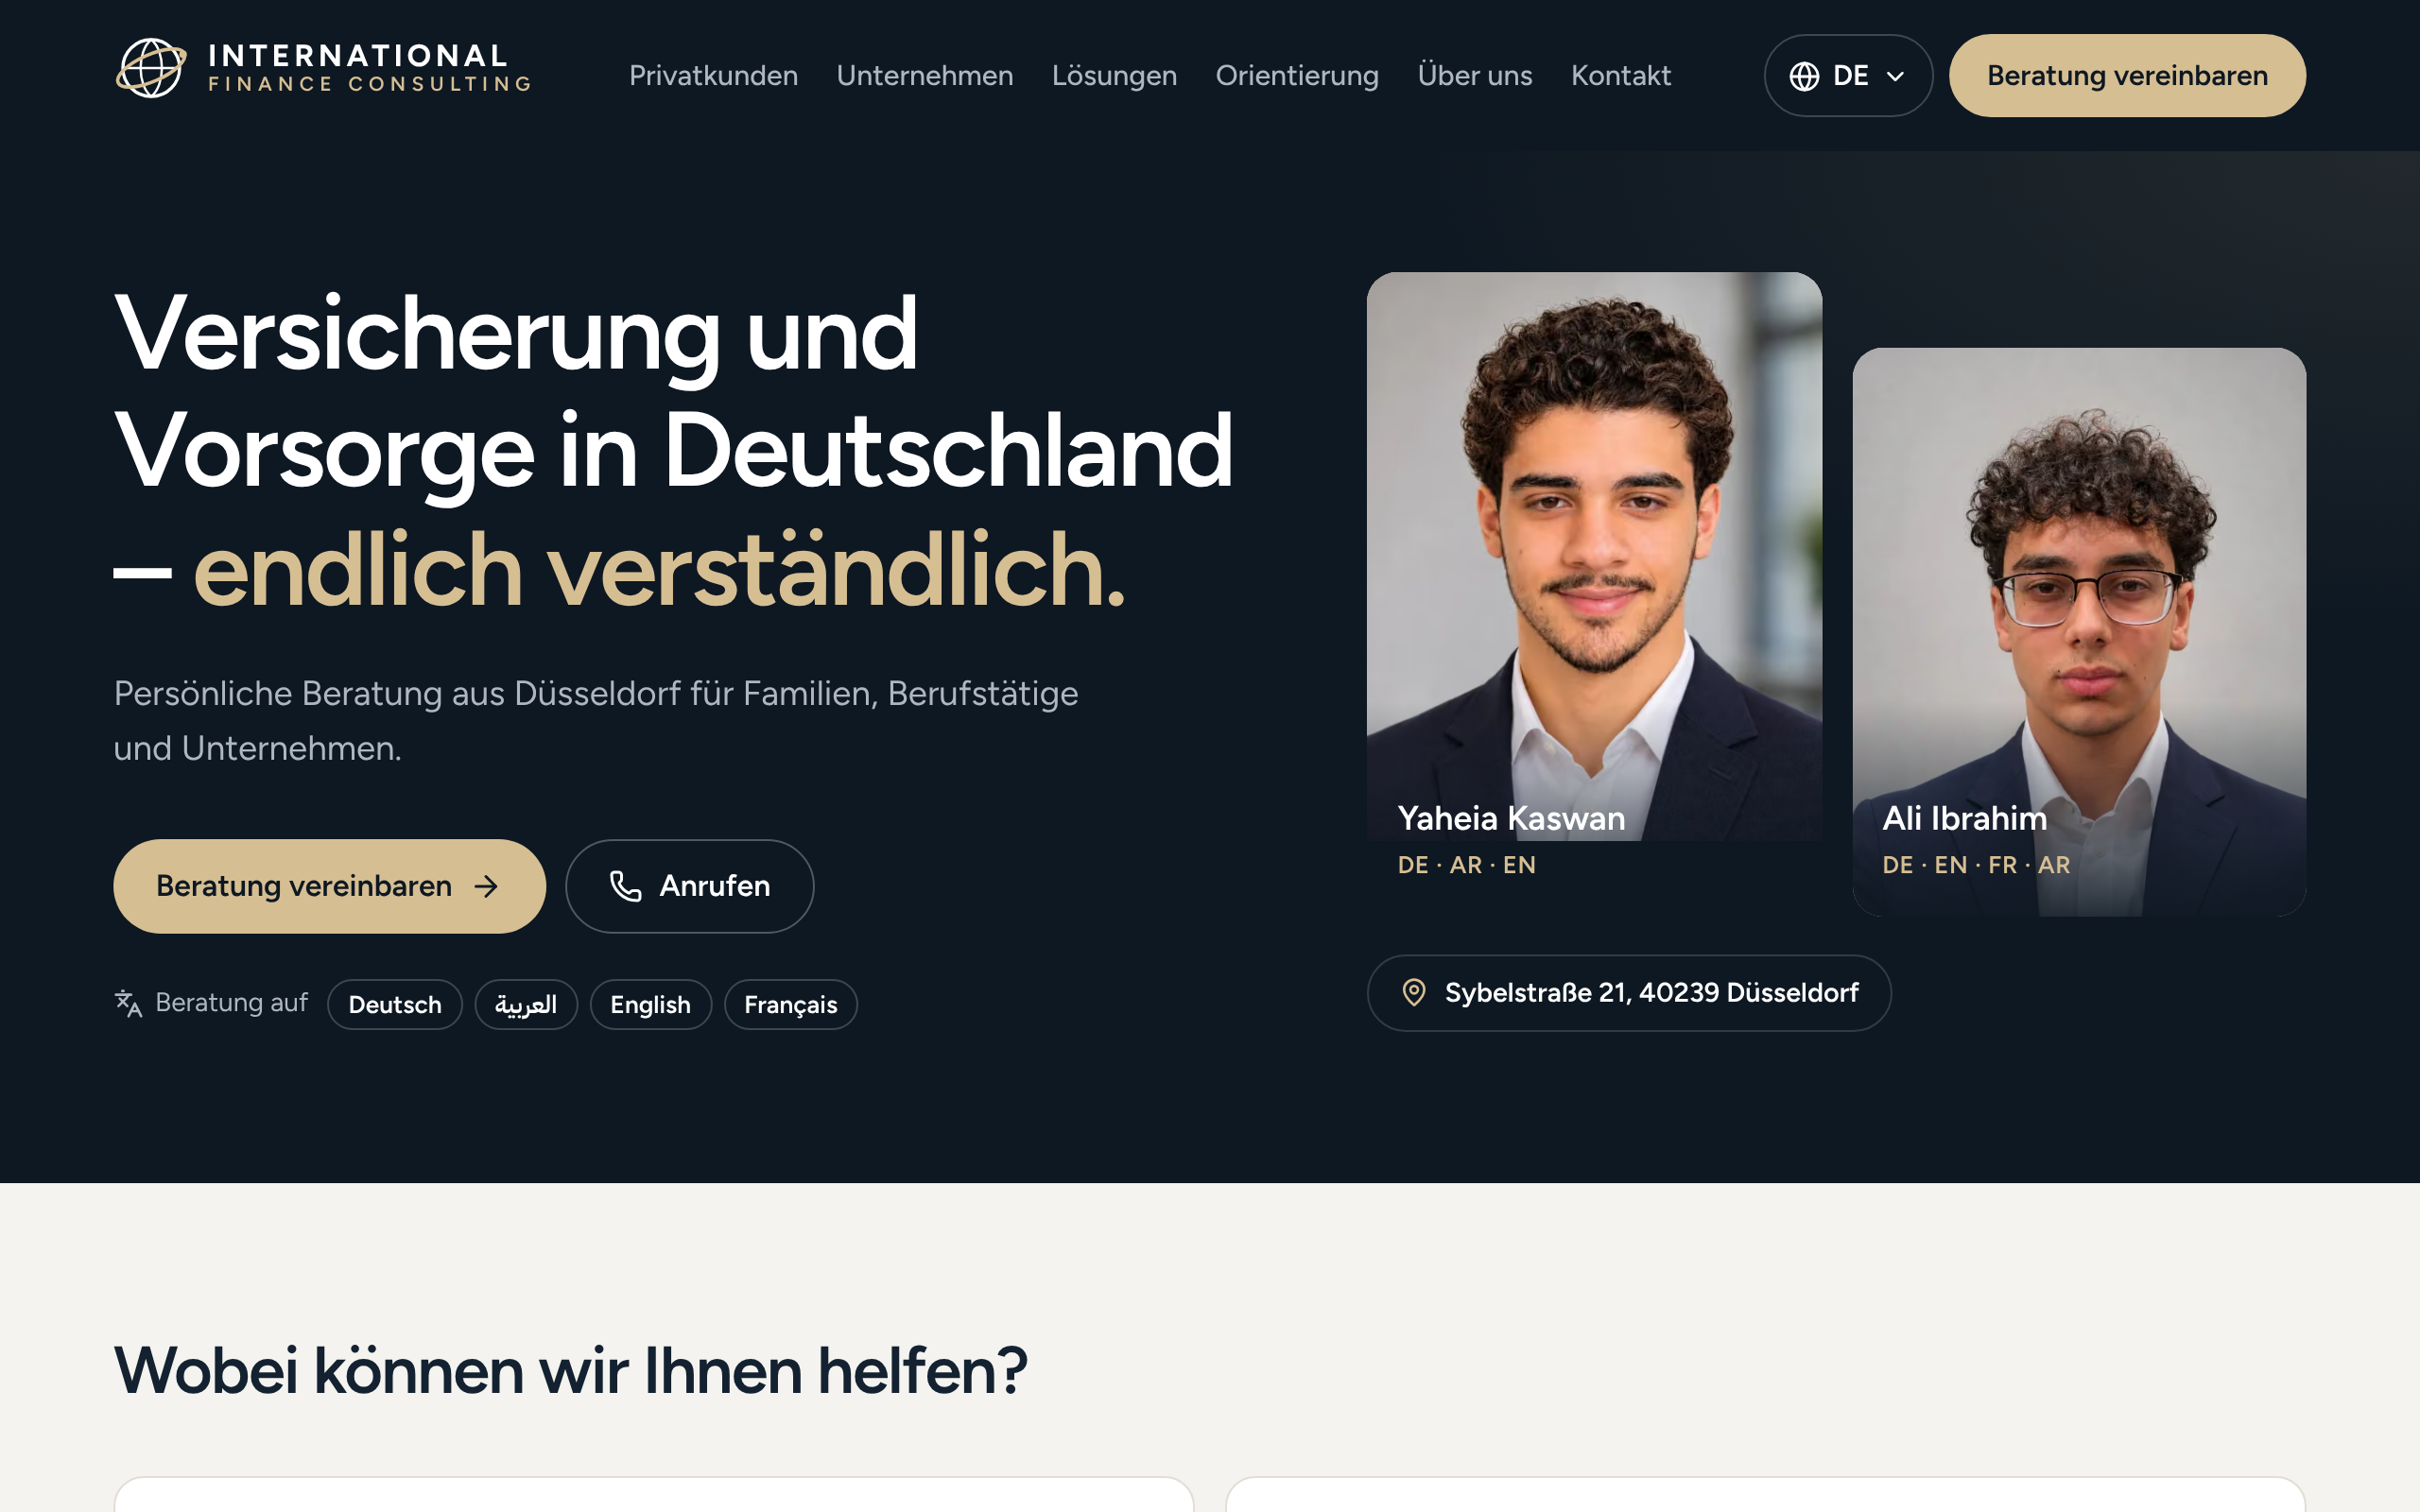 INTERNATIONAL
FINANCE CONSULTING
Privatkunden
Unternehmen
Lösungen
Orientierung
Über uns
Kontakt
DE
Beratung vereinbaren
Versicherung und
Vorsorge in Deutschland
– endlich verständlich.
Persönliche Beratung aus Düsseldorf für Familien, Berufstätige
und Unternehmen.
Beratung vereinbaren →
Anrufen
Beratung auf
Deutsch
العربية
English
Français
Yaheia Kaswan
DE · AR · EN
Ali Ibrahim
DE · EN · FR · AR
Sybelstraße 21, 40239 Düsseldorf
Wobei können wir Ihnen helfen?